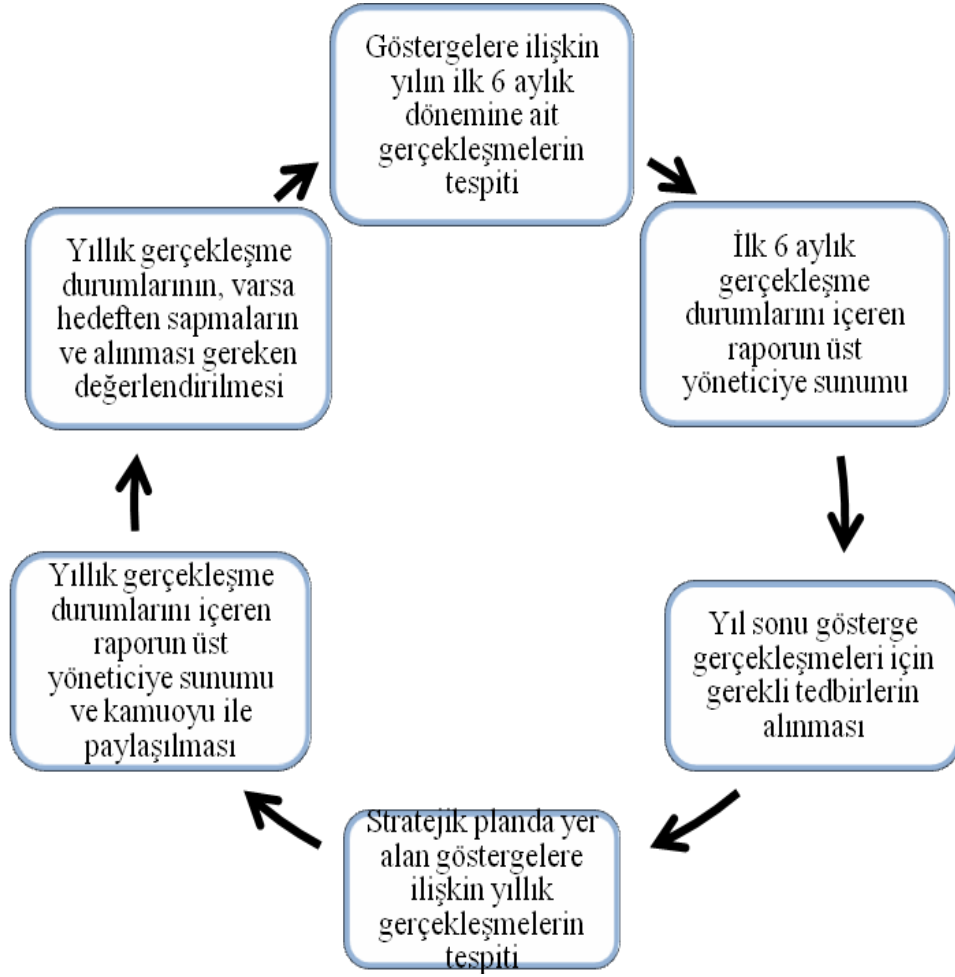 Göstergelere ilişkin
yılın ilk 6 aylık
dönemine ait
gerçekleşmelerin
tespiti
İlk 6 aylık
gerçekleşme
durumlarını içeren
raporun üst
yöneticiye sunumu
Yıl sonu gösterge
gerçekleşmeleri için
gerekli tedbirlerin
alınması
Stratejik planda yer
alan göstergelere
ilişkin yıllık
gerçekleşmelerin
tespiti
Yıllık gerçekleşme
durumlarını içeren
raporun üst
yöneticiye sunumu
ve kamuoyu ile
paylaşılması
Yıllık gerçekleşme
durumlarının, varsa
hedeften sapmaların
ve alınması gereken
değerlendirilmesi